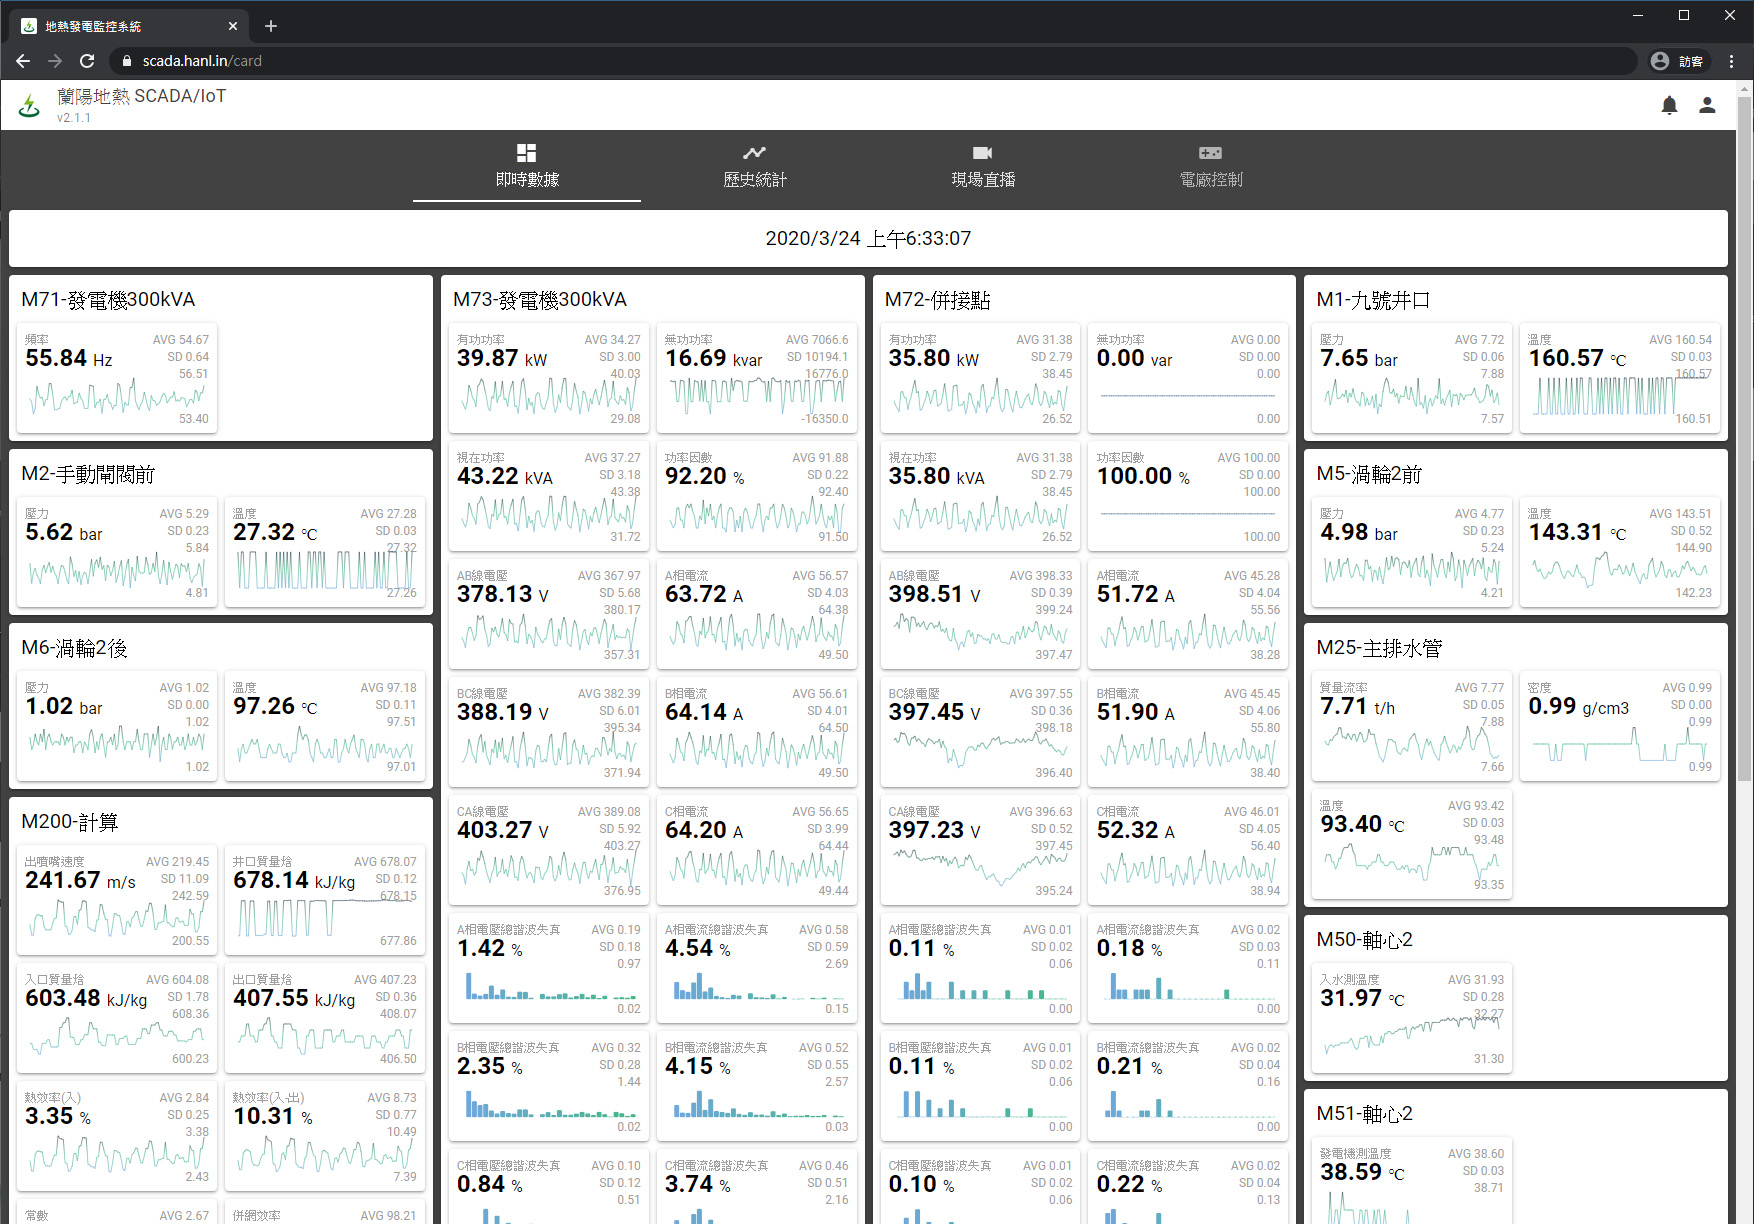 地熱發電監控系統
scada.hanl.in/card
訪客
蘭陽地熱 SCADA/IoT
v2.1.1
即時數據
歷史統計
現場直播
電廠控制
2020/3/24 上午6:33:07
M71-發電機300kVA
頻率 AVG 54.67
55.84 Hz SD 0.64
56.51
53.40
M2-手動閘閥前
壓力 AVG 5.29
5.62 bar SD 0.23
5.84
4.81
溫度 AVG 27.28
27.32 °C SD 0.03
27.32
27.26
M6-渦輪2後
壓力 AVG 1.02
1.02 bar SD 0.00
1.02
1.02
溫度 AVG 97.18
97.26 °C SD 0.11
97.51
97.01
M200-計算
出噴嘴速度 AVG 219.45
241.67 m/s SD 11.09
242.59
200.55
井口質量焓 AVG 678.07
678.14 kJ/kg SD 0.12
678.15
677.86
入口質量焓 AVG 604.08
603.48 kJ/kg SD 1.78
608.36
600.23
出口質量焓 AVG 407.23
407.55 kJ/kg SD 0.36
408.07
406.50
熱效率(入) AVG 2.84
3.35 % SD 0.25
3.38
2.43
熱效率(入-出) AVG 8.73
10.31 % SD 0.77
10.49
7.39
常數 AVG 2.67
併網效率 AVG 98.21
M73-發電機300kVA
有功功率 AVG 34.27
39.87 kW SD 3.00
40.03
29.08
無功功率 AVG 7066.6
16.69 kvar SD 10194.1
16776.0
-16350.0
視在功率 AVG 37.27
43.22 kVA SD 3.18
43.38
31.72
功率因數 AVG 91.88
92.20 % SD 0.22
92.40
91.50
AB線電壓 AVG 367.97
378.13 V SD 5.68
380.17
357.31
A相電流 AVG 56.57
63.72 A SD 4.03
64.38
49.50
BC線電壓 AVG 382.39
388.19 V SD 6.01
395.34
371.94
B相電流 AVG 56.61
64.14 A SD 4.01
64.50
49.50
CA線電壓 AVG 389.08
403.27 V SD 5.92
403.27
376.95
C相電流 AVG 56.65
64.20 A SD 3.99
64.44
49.44
A相電壓總諧波失真 AVG 0.19
1.42 % SD 0.18
0.97
0.02
A相電流總諧波失真 AVG 0.58
4.54 % SD 0.59
2.69
0.15
B相電壓總諧波失真 AVG 0.32
2.35 % SD 0.28
1.44
0.02
B相電流總諧波失真 AVG 0.52
4.15 % SD 0.55
2.57
0.03
C相電壓總諧波失真 AVG 0.10
0.84 % SD 0.12
0.51
C相電流總諧波失真 AVG 0.46
3.74 % SD 0.51
2.16
M72-併接點
有功功率 AVG 31.38
35.80 kW SD 2.79
38.45
26.52
無功功率 AVG 0.00
0.00 var SD 0.00
0.00
0.00
視在功率 AVG 31.38
35.80 kVA SD 2.79
38.45
26.52
功率因數 AVG 100.00
100.00 % SD 0.00
100.00
100.00
AB線電壓 AVG 398.33
398.51 V SD 0.39
399.24
397.47
A相電流 AVG 45.28
51.72 A SD 4.04
55.56
38.28
BC線電壓 AVG 397.55
397.45 V SD 0.36
398.18
396.40
B相電流 AVG 45.45
51.90 A SD 4.06
55.80
38.40
CA線電壓 AVG 396.63
397.23 V SD 0.52
397.45
395.24
C相電流 AVG 46.01
52.32 A SD 4.05
56.40
38.94
A相電壓總諧波失真 AVG 0.01
0.11 % SD 0.02
0.06
0.00
A相電流總諧波失真 AVG 0.02
0.18 % SD 0.03
0.11
0.00
B相電壓總諧波失真 AVG 0.01
0.11 % SD 0.02
0.06
0.00
B相電流總諧波失真 AVG 0.02
0.21 % SD 0.04
0.16
0.00
C相電壓總諧波失真 AVG 0.01
0.10 % SD 0.02
0.06
C相電流總諧波失真 AVG 0.02
0.22 % SD 0.04
0.13
M1-九號井口
壓力 AVG 7.72
7.65 bar SD 0.06
7.88
7.57
溫度 AVG 160.54
160.57 °C SD 0.03
160.57
160.51
M5-渦輪2前
壓力 AVG 4.77
4.98 bar SD 0.23
5.24
4.21
溫度 AVG 143.51
143.31 °C SD 0.52
144.90
142.23
M25-主排水管
質量流率 AVG 7.77
7.71 t/h SD 0.05
7.88
7.66
密度 AVG 0.99
0.99 g/cm3 SD 0.00
0.99
0.99
溫度 AVG 93.42
93.40 °C SD 0.03
93.48
93.35
M50-軸心2
入水測溫度 AVG 31.93
31.97 °C SD 0.28
32.27
31.30
M51-軸心2
發電機測溫度 AVG 38.60
38.59 °C SD 0.03
38.71